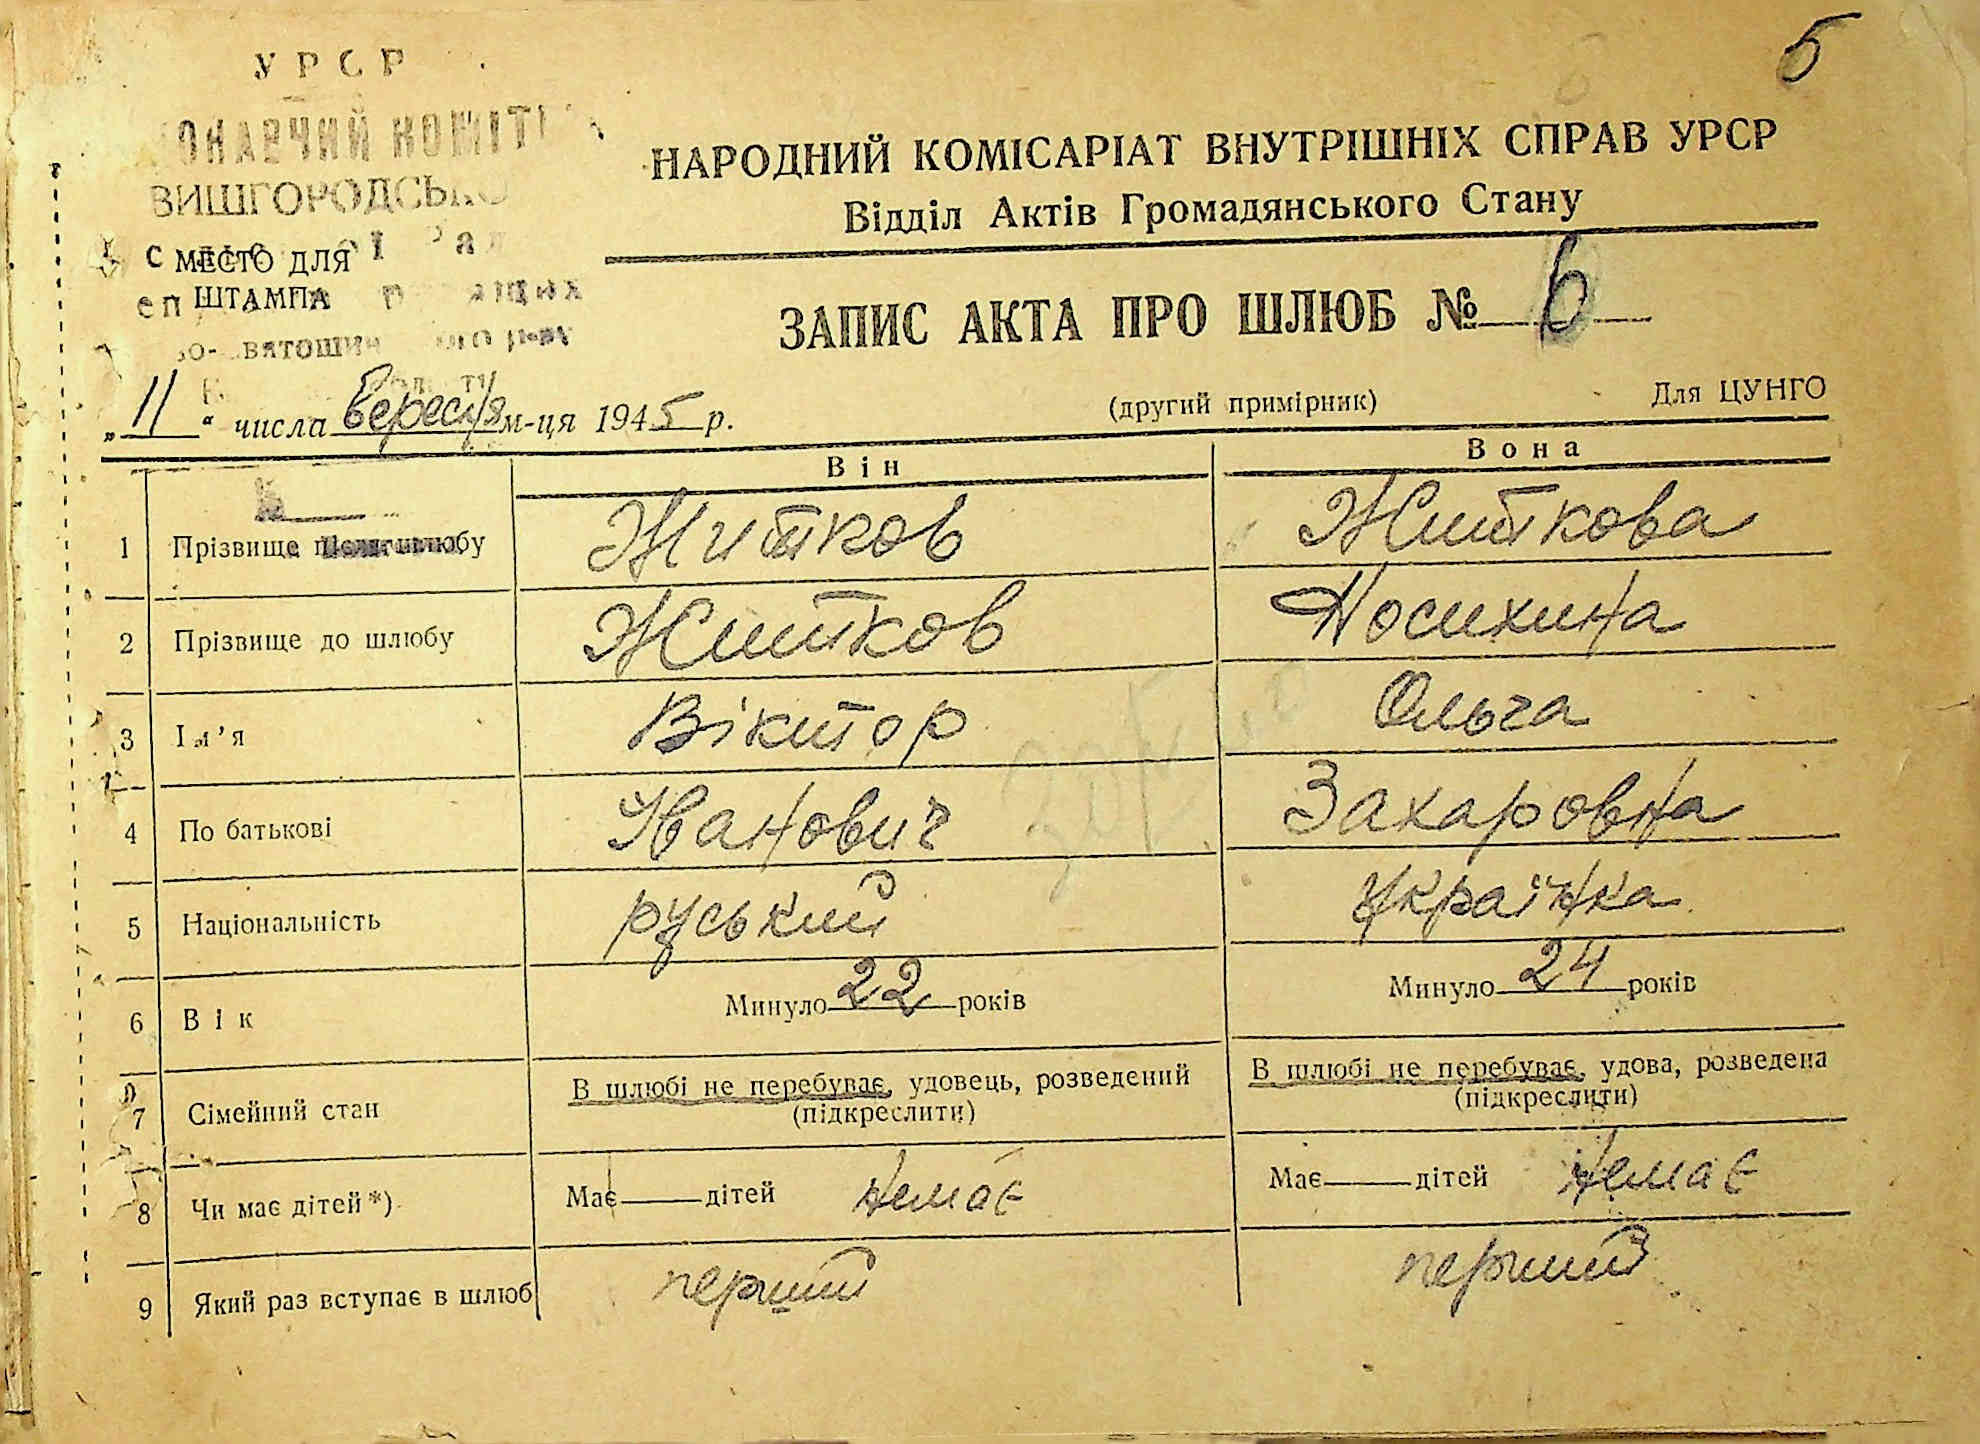 5
УРСР
ОНАВЧИЙ КОМІТ
ВИШГОРОДСЬКО
МЕСТО ДЛЯ
ШТАМПА
НАРОДНИЙ КОМІСАРІАТ ВНУТРІШНІХ СПРАВ УРСР
Відділ Актів Громадянського Стану
ЗАПИС АКТА ПРО ШЛЮБ № 6
„11“ числа вересня м-ця 1945 р.
(другий примірник) Для ЦУНГО
Він Вона
1 Прізвище шлюбу Житков Житкова
2 Прізвище до шлюбу Житков Носихина
3 Ім’я Віктор Ольга
4 По батькові Іванович Захаровна
5 Національність руський Українка
6 Вік Минуло 22 років Минуло 24 років
7 Сімейний стан В шлюбі не перебуває, удовець, розведений (підкреслити) В шлюбі не перебуває, удова, розведена (підкреслити)
8 Чи має дітей*) Має дітей немає Має дітей немає
9 Який раз вступає в шлюб перший перший